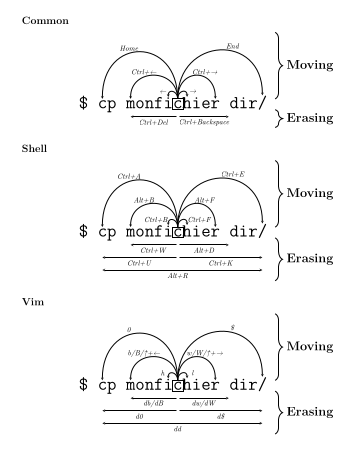 Common
Home End
Ctrl+← Ctrl+→
← →
Moving
$ cp monfichier dir/
Ctrl+Del Ctrl+Backspace
Erasing
Shell
Ctrl+A Ctrl+E
Alt+B Alt+F
Ctrl+B Ctrl+F
Moving
$ cp monfichier dir/
Ctrl+W Alt+D
Erasing
Ctrl+U Ctrl+K
Alt+R
Vim
0 $
b/B/↑+← w/W/↑+→
h l
Moving
$ cp monfichier dir/
db/dB dw/dW
Erasing
d0 d$
dd